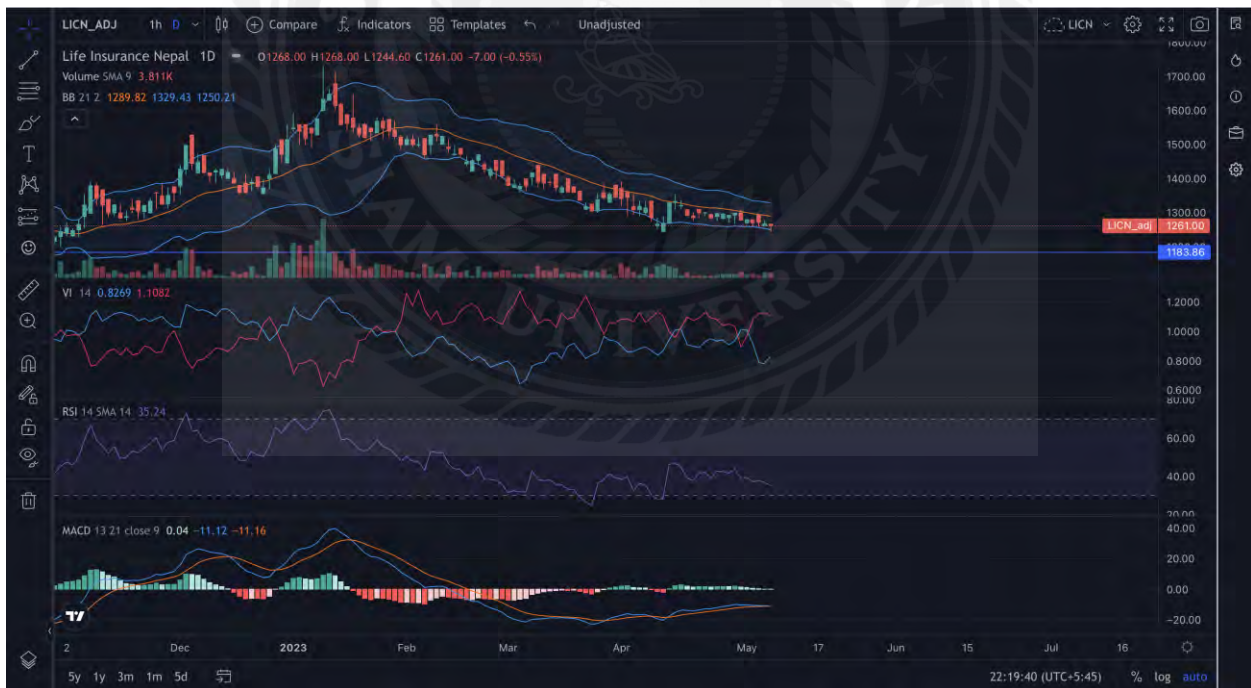 LICN_ADJ 1h D Compare Indicators Templates Unadjusted LICN
Life Insurance Nepal 1D O1268.00 H1268.00 L1244.60 C1261.00 −7.00 (−0.55%)
Volume SMA 9 3.811K
BB 21 2 1289.82 1329.43 1250.21
1800.00
1700.00
1600.00
1500.00
1400.00
1300.00
LICN_adj 1261.00
1183.86
SAAN UNIVERSITY
VI 14 0.8269 1.1082
1.2000
1.0000
0.8000
0.6000
80.00
RSI 14 SMA 14 35.24
60.00
40.00
20.00
MACD 13 21 close 9 0.04 −11.12 −11.16
40.00
20.00
0.00
−20.00
2 Dec 2023 Feb Mar Apr May 17 Jun 15 Jul 16
5y 1y 3m 1m 5d 22:19:40 (UTC+5:45) % log auto